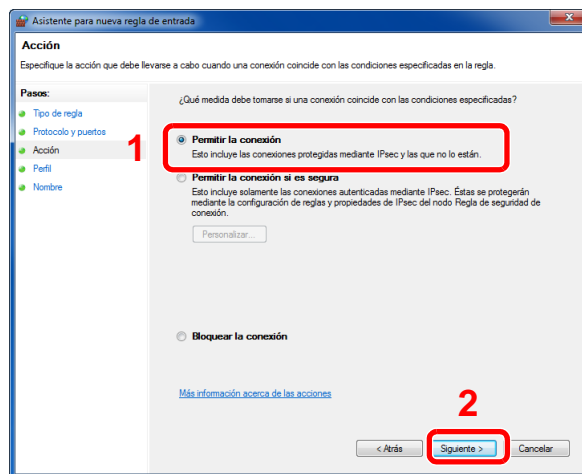 Asistente para nueva regla de entrada
Acción
Especifique la acción que debe llevarse a cabo cuando una conexión coincide con las condiciones especificadas en la regla.
Pasos:
Tipo de regla
Protocolo y puertos
Acción
Perfil
Nombre
¿Qué medida debe tomarse si una conexión coincide con las condiciones especificadas?
1
Permitir la conexión
Esto incluye las conexiones protegidas mediante IPsec y las que no lo están.
Permitir la conexión si es segura
Esto incluye solamente las conexiones autenticadas mediante IPsec. Éstas se protegerán
mediante la configuración de reglas y propiedades de IPsec del nodo Regla de seguridad de
conexión.
Personalizar...
Bloquear la conexión
Más información acerca de las acciones
2
< Atrás
Siguiente >
Cancelar